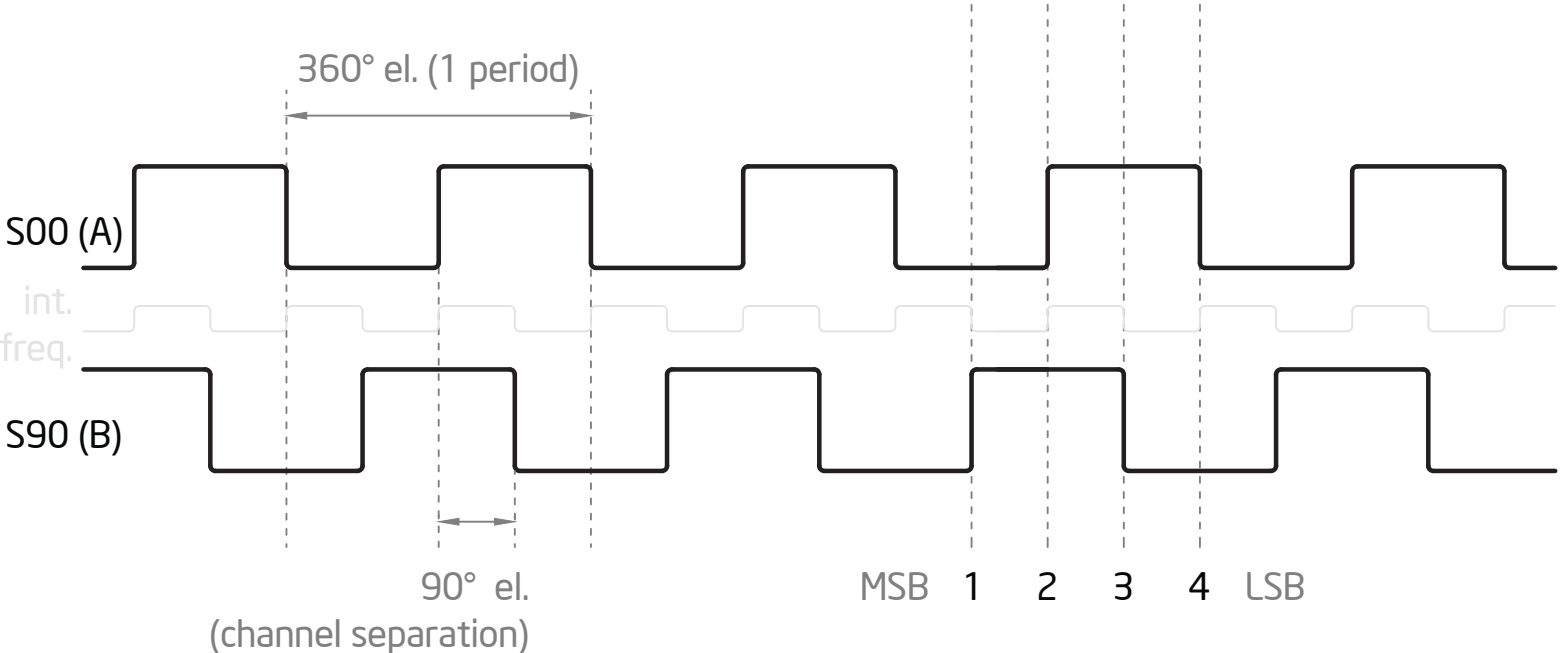 360° el. (1 period)
S00 (A)
int.
freq.
S90 (B)
90° el.
(channel separation)
MSB 1 2 3 4 LSB